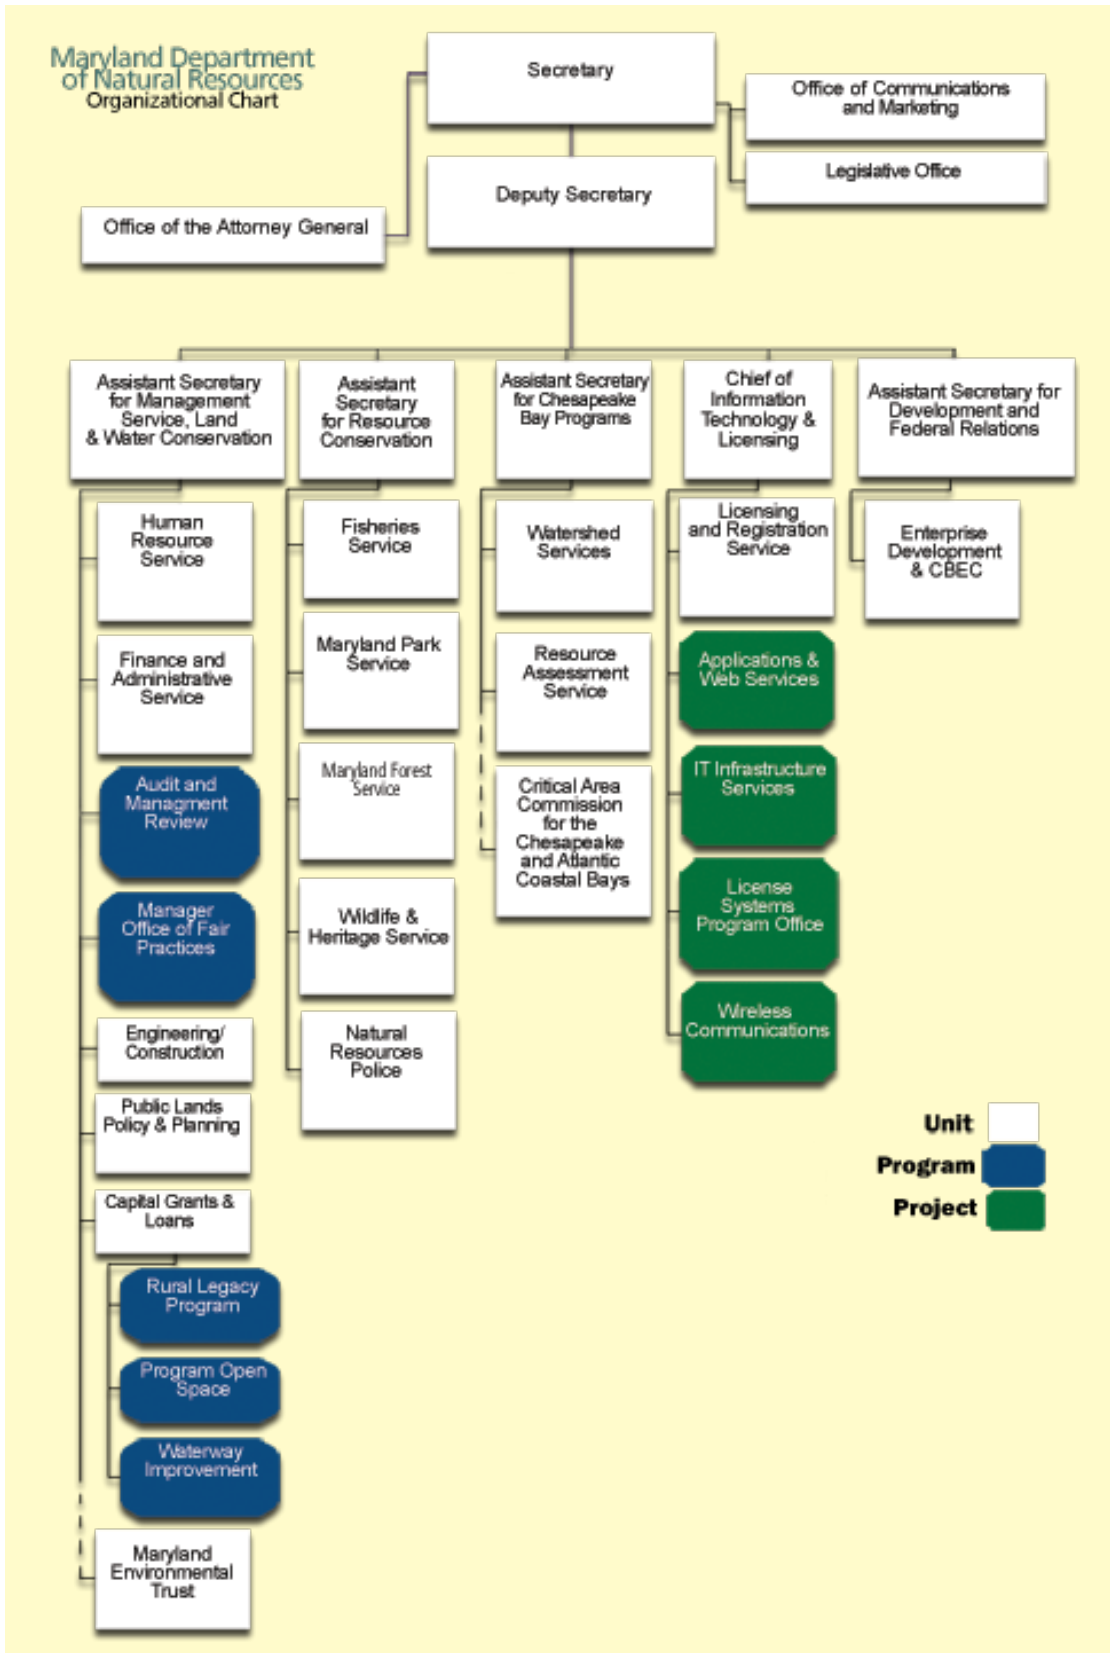 Maryland Department
of Natural Resources
Organizational Chart
Secretary
Office of Communications
and Marketing
Legislative Office
Deputy Secretary
Office of the Attorney General
Assistant Secretary
for Management
Service, Land
& Water Conservation
Assistant
Secretary
for Resource
Conservation
Assistant Secretary
for Chesapeake
Bay Programs
Chief of
Information
Technology &
Licensing
Assistant Secretary for
Development and
Federal Relations
Human
Resource
Service
Finance and
Administrative
Service
Audit and
Managment
Review
Manager
Office of Fair
Practices
Engineering/
Construction
Public Lands
Policy & Planning
Capital Grants &
Loans
Rural Legacy
Program
Program Open
Space
Waterway
Improvement
Maryland
Environmental
Trust
Fisheries
Service
Maryland Park
Service
Maryland Forest
Service
Wildlife &
Heritage Service
Natural
Resources
Police
Watershed
Services
Resource
Assessment
Service
Critical Area
Commission
for the
Chesapeake
and Atlantic
Coastal Bays
Licensing
and Registration
Service
Applications &
Web Services
IT Infrastructure
Services
License
Systems
Program Office
Wireless
Communications
Enterprise
Development
& CBEC
Unit
Program
Project